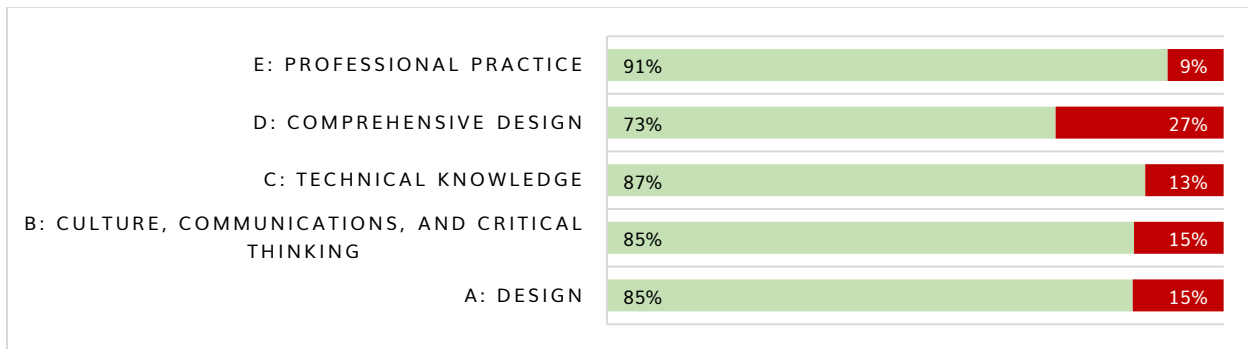 E: PROFESSIONAL PRACTICE 91% 9%
D: COMPREHENSIVE DESIGN 73% 27%
C: TECHNICAL KNOWLEDGE 87% 13%
B: CULTURE, COMMUNICATIONS, AND CRITICAL
THINKING 85% 15%
A: DESIGN 85% 15%